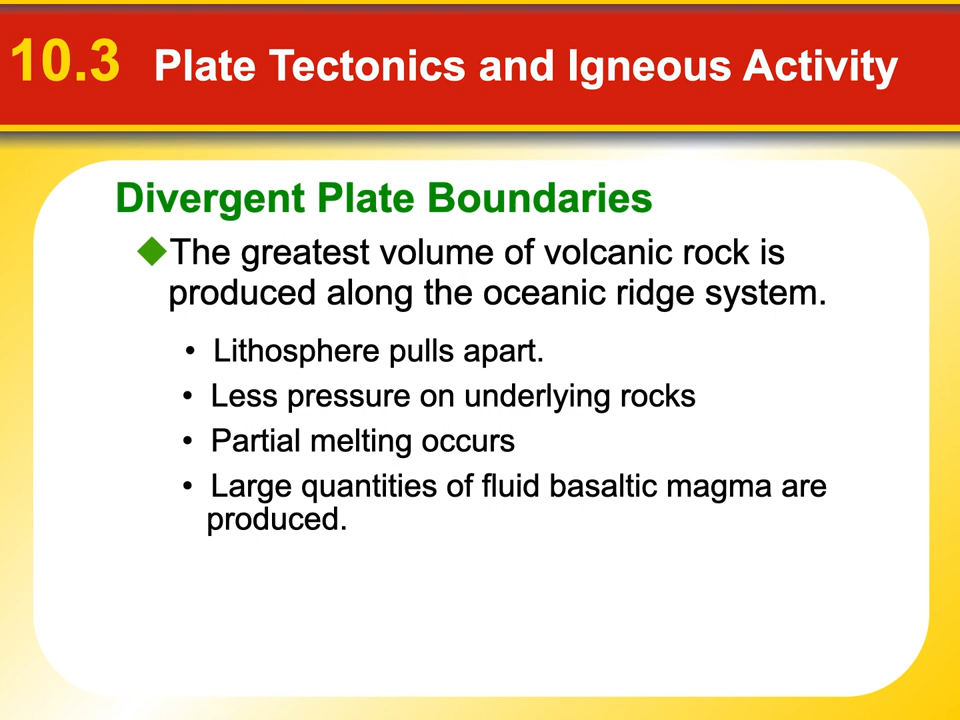 10.3 Plate Tectonics and Igneous Activity
Divergent Plate Boundaries
◆The greatest volume of volcanic rock is
produced along the oceanic ridge system.
• Lithosphere pulls apart.
• Less pressure on underlying rocks
• Partial melting occurs
• Large quantities of fluid basaltic magma are
produced.